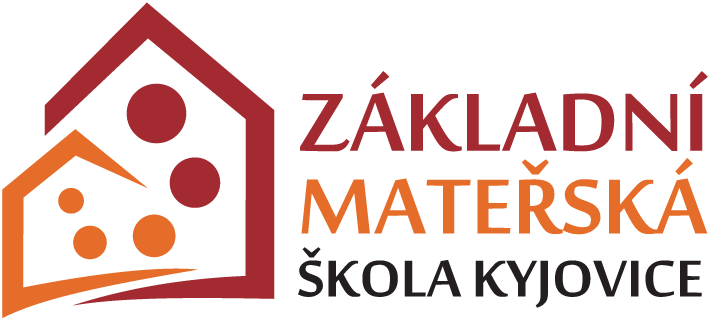 ZÁKLADNÍ
MATEŘSKÁ
ŠKOLA KYJOVICE